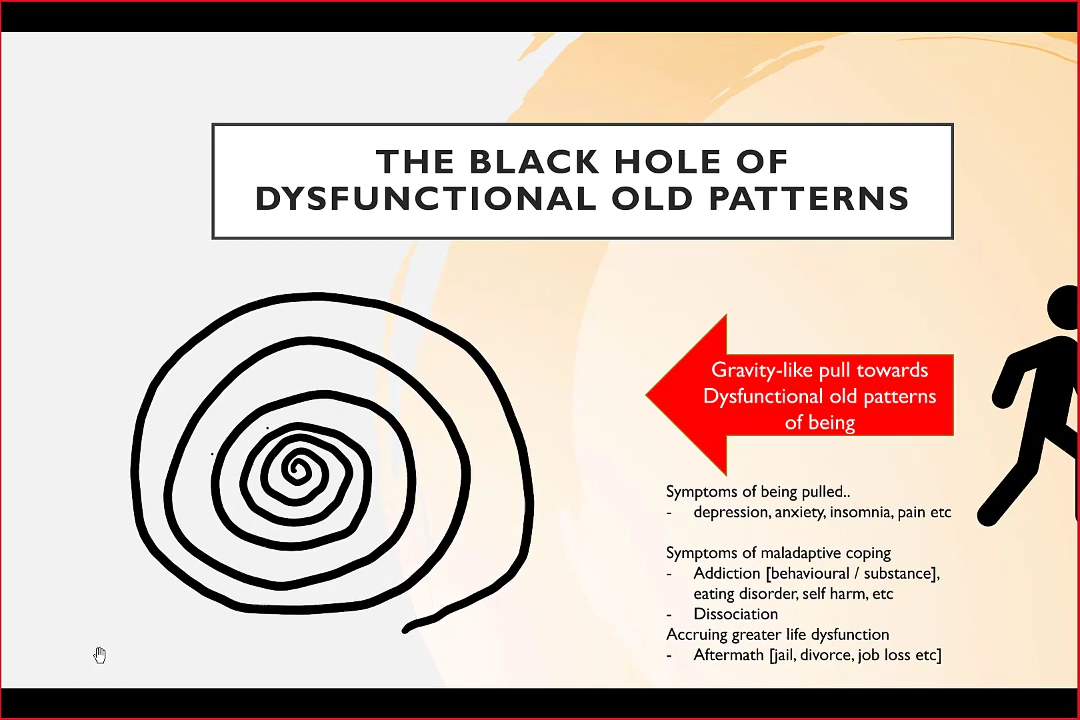 THE BLACK HOLE OF
DYSFUNCTIONAL OLD PATTERNS
Gravity-like pull towards
Dysfunctional old patterns
of being
Symptoms of being pulled..
- depression, anxiety, insomnia, pain etc
Symptoms of maladaptive coping
- Addiction [behavioural / substance],
eating disorder, self harm, etc
- Dissociation
Accruing greater life dysfunction
- Aftermath [jail, divorce, job loss etc]